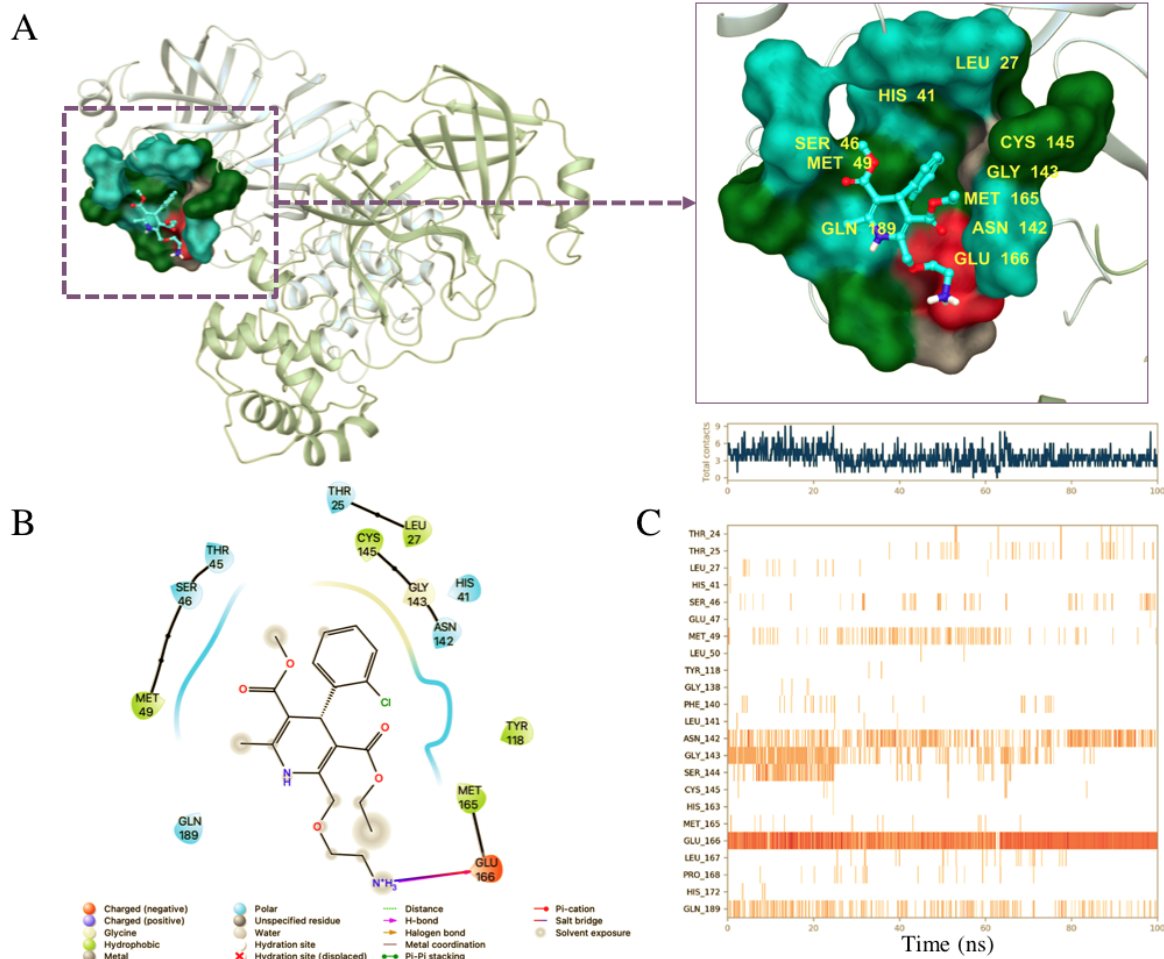 A
LEU 27
HIS 41
SER 46
CYS 145
MET 49
GLY 143
MET 165
GLN 189
ASN 142
GLU 166
Total contacts
9
6
3
0
0 20 40 60 80 100
B
THR 25
LEU 27
CYS 145
THR 45
SER 46
GLY 143
HIS 41
ASN 142
MET 49
TYR 118
MET 165
GLN 189
GLU 166
O
O
Cl
O
O
N
H
O
O
N⁺H₃
Charged (negative)
Charged (positive)
Glycine
Hydrophobic
Metal
Polar
Unspecified residue
Water
Hydration site
Hydration site (displaced)
Distance
H-bond
Halogen bond
Metal coordination
Pi-Pi stacking
Pi-cation
Salt bridge
Solvent exposure
C
THR_24
THR_25
LEU_27
HIS_41
SER_46
GLU_47
MET_49
LEU_50
TYR_118
GLY_138
PHE_140
LEU_141
ASN_142
GLY_143
SER_144
CYS_145
HIS_163
MET_165
GLU_166
LEU_167
PRO_168
HIS_172
GLN_189
0 20 40 60 80 100
Time (ns)